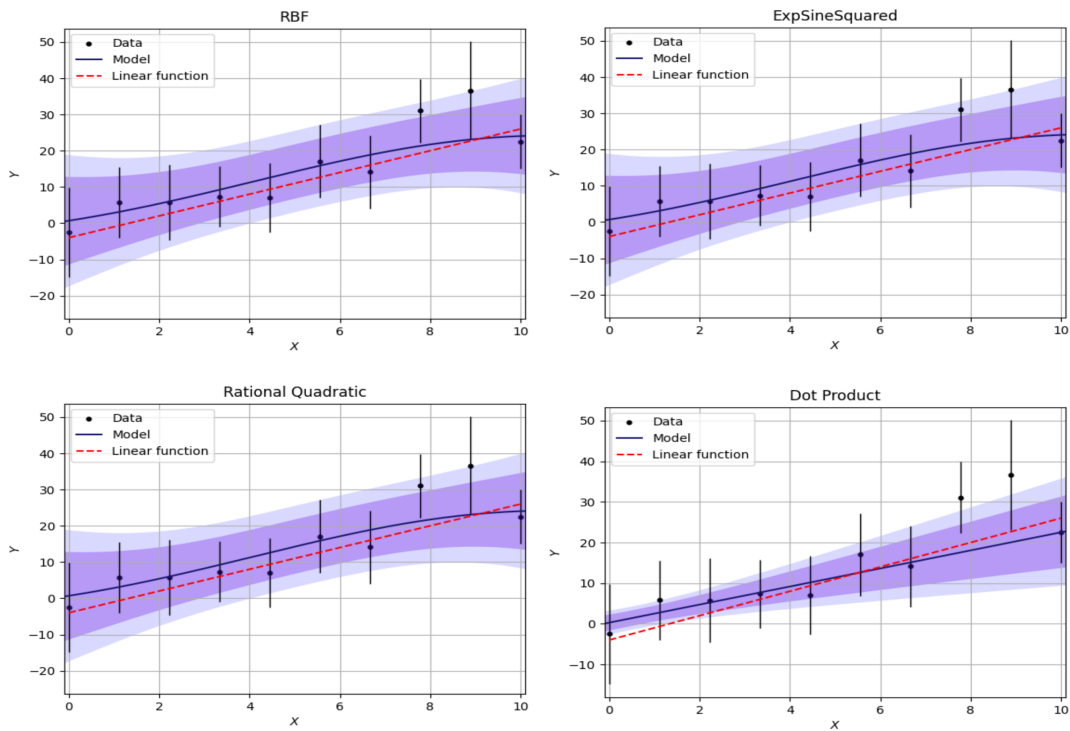 RBF
50
40
30
20
10
0
−10
−20
Y
Data
Model
Linear function
0 2 4 6 8 10
X
ExpSineSquared
50
40
30
20
10
0
−10
−20
Y
Data
Model
Linear function
0 2 4 6 8 10
X
Rational Quadratic
50
40
30
20
10
0
−10
−20
Y
Data
Model
Linear function
0 2 4 6 8 10
X
Dot Product
50
40
30
20
10
0
−10
Y
Data
Model
Linear function
0 2 4 6 8 10
X